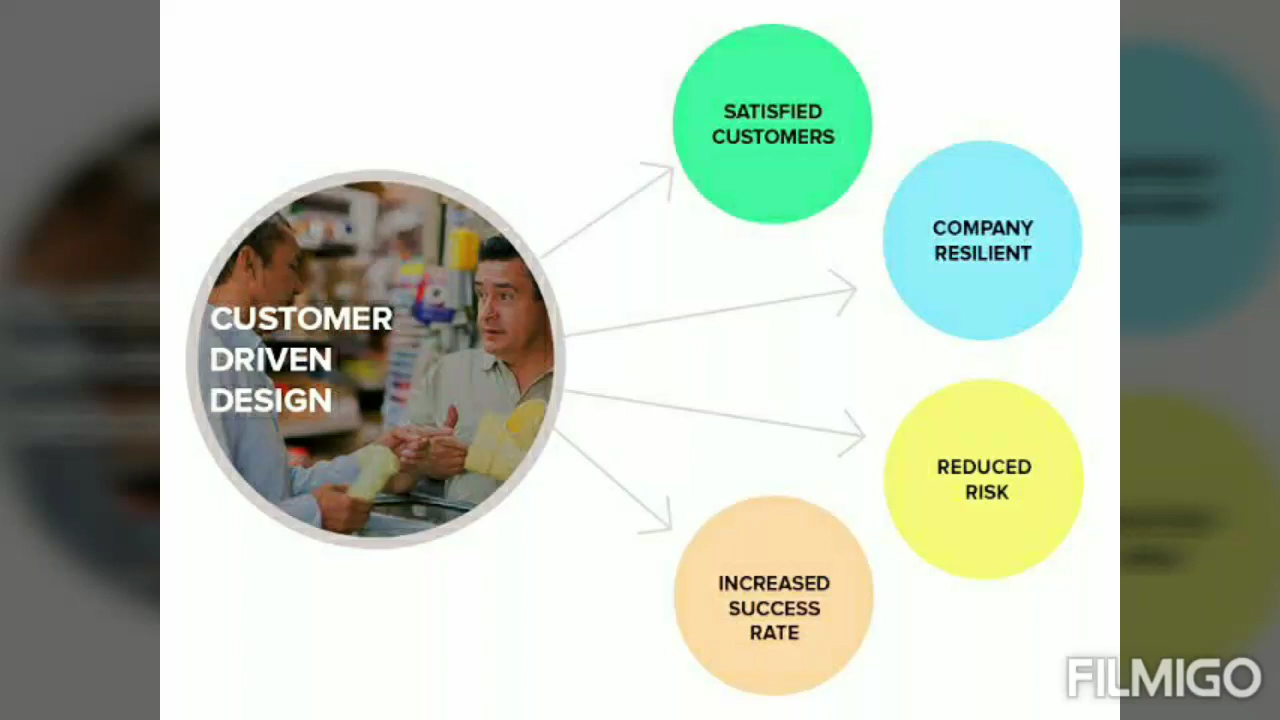 CUSTOMER
DRIVEN
DESIGN
SATISFIED
CUSTOMERS
COMPANY
RESILIENT
REDUCED
RISK
INCREASED
SUCCESS
RATE
FILMIGO